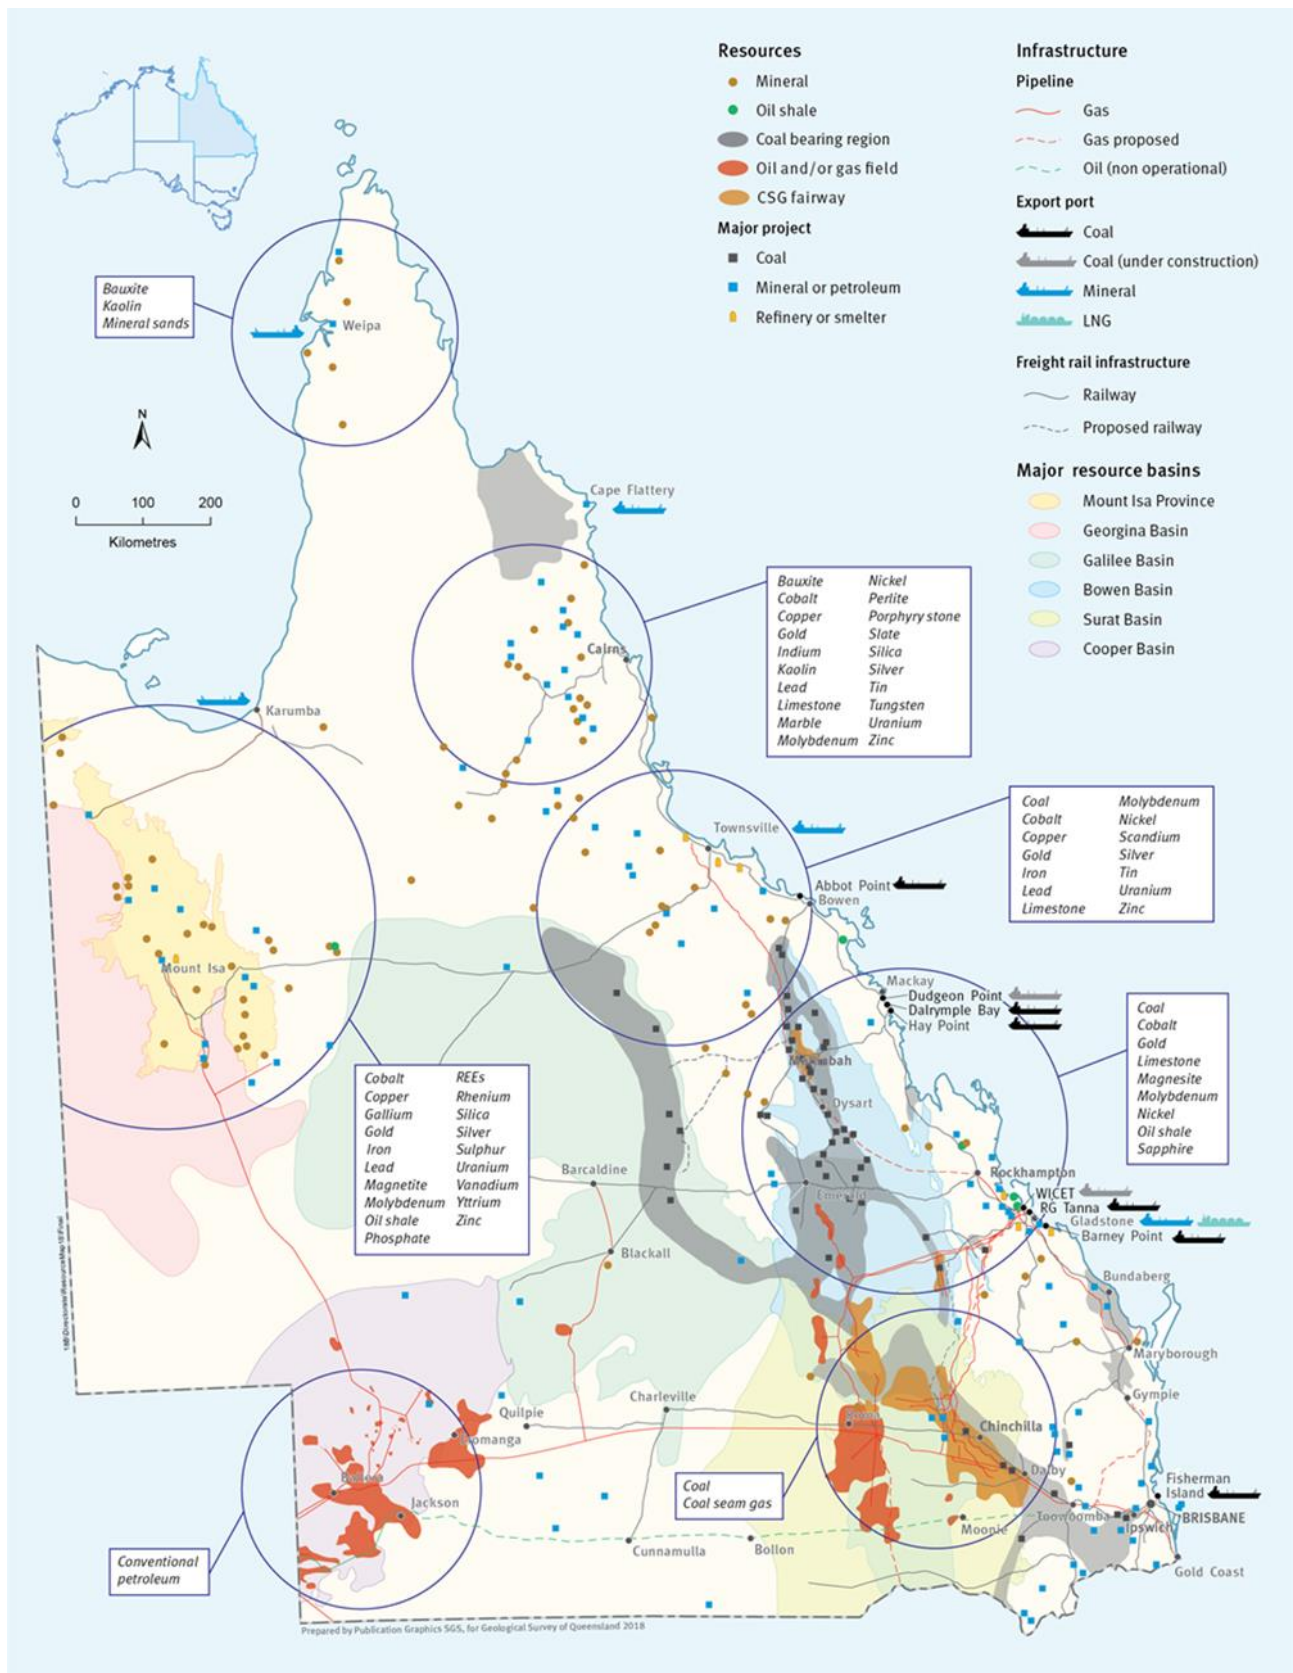 Resources
Mineral
Oil shale
Coal bearing region
Oil and/or gas field
CSG fairway
Major project
Coal
Mineral or petroleum
Refinery or smelter
Infrastructure
Pipeline
Gas
Gas proposed
Oil (non operational)
Export port
Coal
Coal (under construction)
Mineral
LNG
Freight rail infrastructure
Railway
Proposed railway
Major resource basins
Mount Isa Province
Georgina Basin
Galilee Basin
Bowen Basin
Surat Basin
Cooper Basin
Bauxite
Kaolin
Mineral sands
Weipa
N
0 100 200
Kilometres
Cape Flattery
Bauxite Nickel
Cobalt Perlite
Copper Porphyry stone
Gold Slate
Indium Silica
Kaolin Silver
Lead Tin
Limestone Tungsten
Marble Uranium
Molybdenum Zinc
Cairns
Karumba
Coal Molybdenum
Cobalt Nickel
Copper Scandium
Gold Silver
Iron Tin
Lead Uranium
Limestone Zinc
Townsville
Abbot Point
Bowen
Mount Isa
Mackay
Dudgeon Point
Dalrymple Bay
Hay Point
Coal
Cobalt
Gold
Limestone
Magnesite
Molybdenum
Nickel
Oil shale
Sapphire
Dysart
Cobalt REEs
Copper Rhenium
Gallium Silica
Gold Silver
Iron Sulphur
Lead Uranium
Magnetite Vanadium
Molybdenum Yttrium
Oil shale Zinc
Phosphate
Barcaldine
Emerald
Rockhampton
WICET
RG Tanna
Gladstone
Barney Point
Blackall
Bundaberg
Maryborough
Gympie
Charleville
Quilpie
Chinchilla
Dalby
Jackson
Coal
Coal seam gas
Fisherman
Island
BRISBANE
Toowoomba
Ipswich
Moonie
Cunnamulla
Bollon
Gold Coast
Conventional
petroleum
Prepared by Publication Graphics SGS, for Geological Survey of Queensland 2018